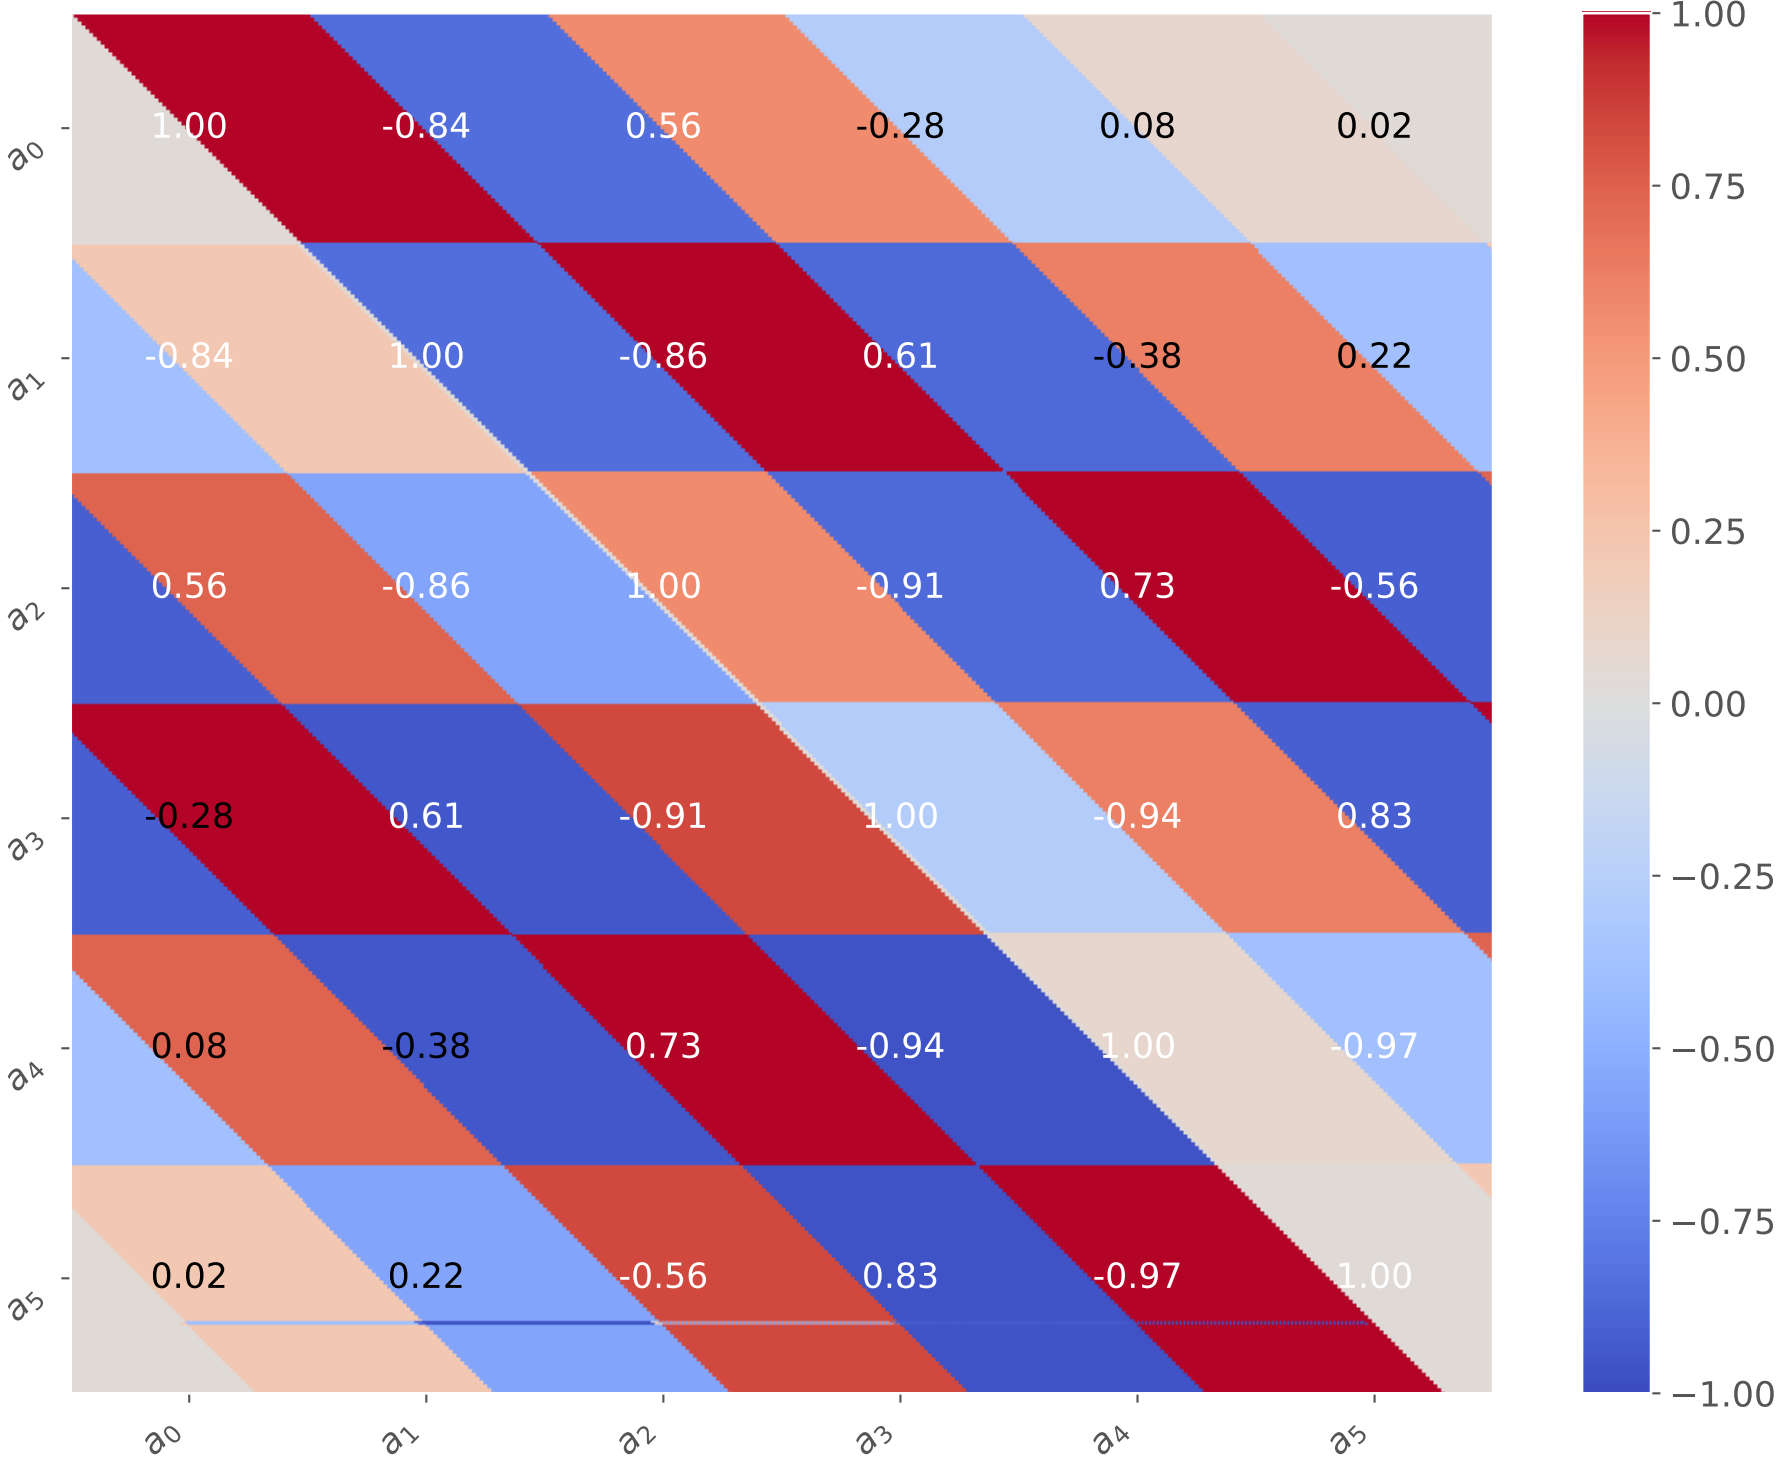 1.00
a0 1.00 -0.84 0.56 -0.28 0.08 0.02
0.75
a1 -0.84 1.00 -0.86 0.61 -0.38 0.22
0.50
0.25
a2 0.56 -0.86 1.00 -0.91 0.73 -0.56
0.00
a3 -0.28 0.61 -0.91 1.00 -0.94 0.83
−0.25
a4 0.08 -0.38 0.73 -0.94 1.00 -0.97
−0.50
−0.75
a5 0.02 0.22 -0.56 0.83 -0.97 1.00
−1.00
a0 a1 a2 a3 a4 a5